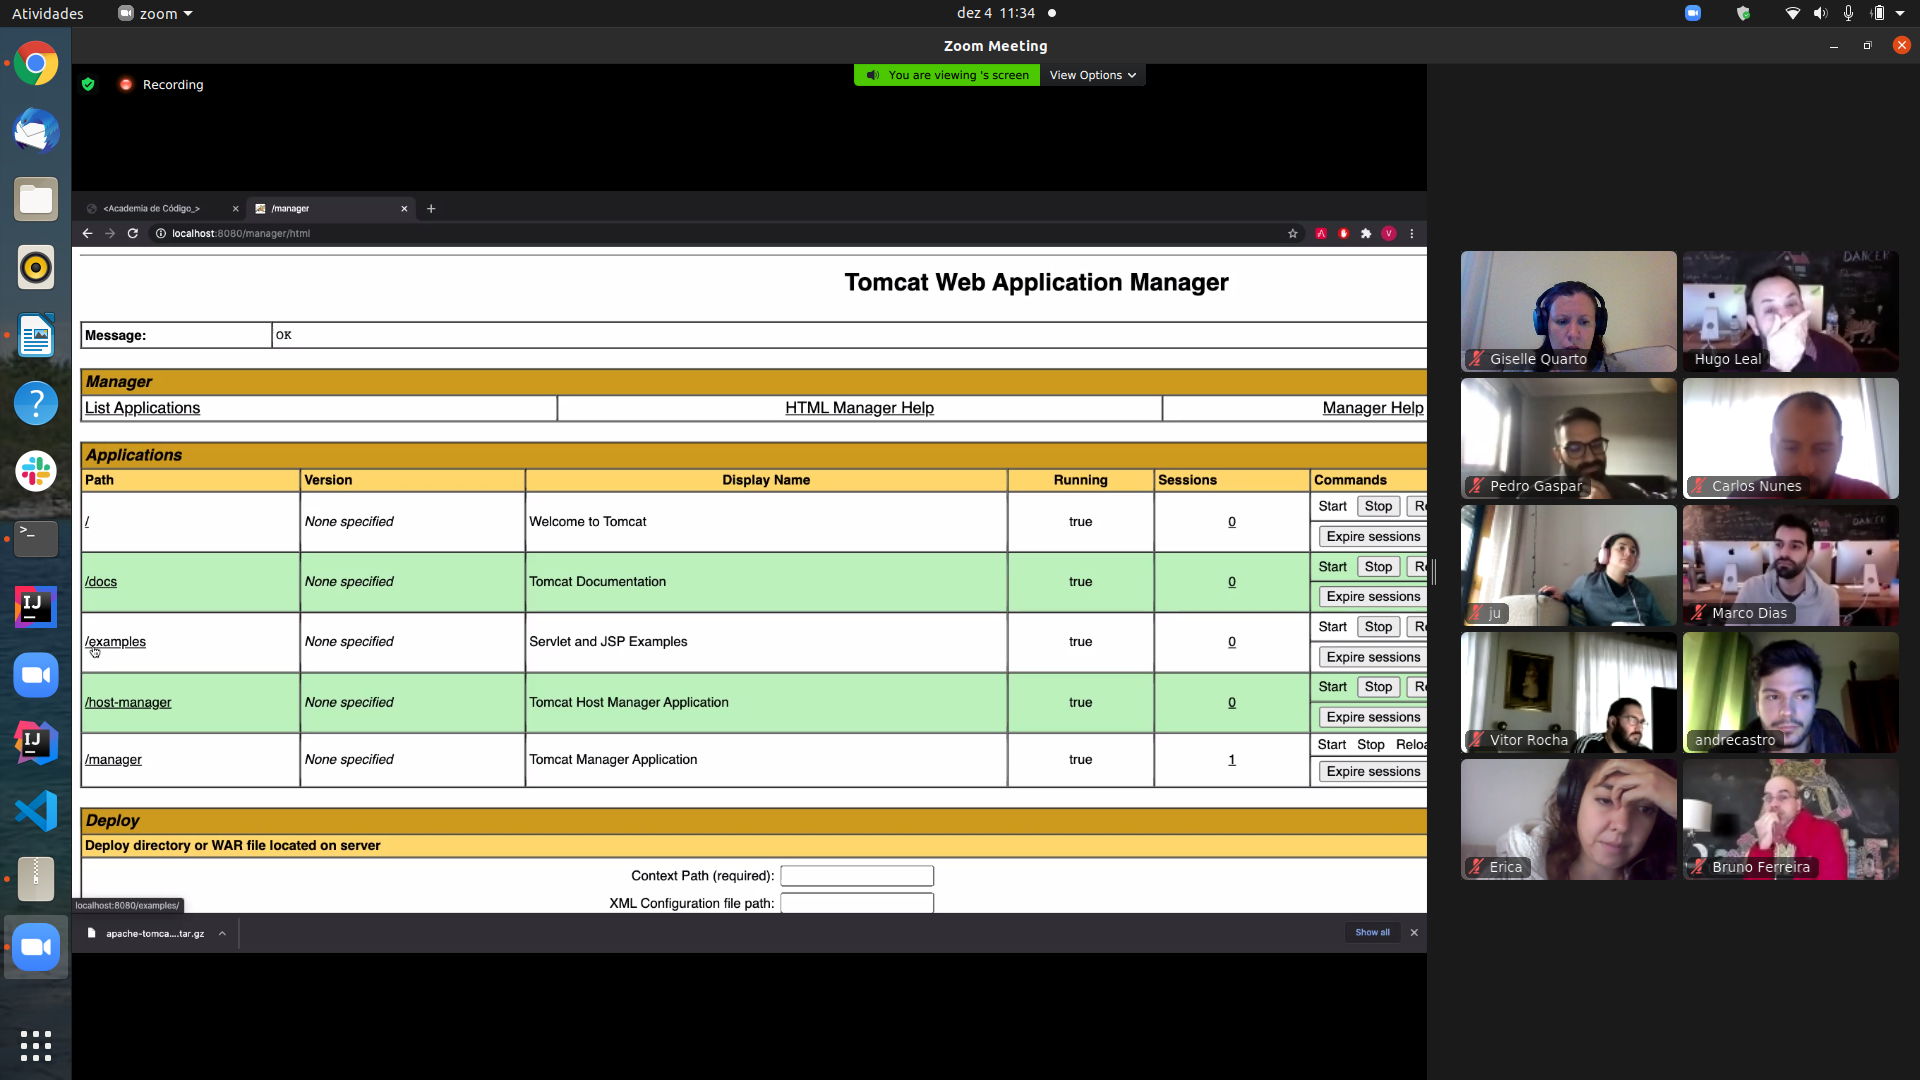 Atividades
zoom
dez 4 11:34
Zoom Meeting
Recording
You are viewing 's screen
View Options
<Academia de Código_>
/manager
localhost:8080/manager/html
V
Tomcat Web Application Manager
Message:
OK
Manager
List Applications
HTML Manager Help
Manager Help
Applications
Path
Version
Display Name
Running
Sessions
Commands
/
None specified
Welcome to Tomcat
true
0
Start
Stop
Re
Expire sessions
/docs
None specified
Tomcat Documentation
true
0
Start
Stop
Re
Expire sessions
/examples
None specified
Servlet and JSP Examples
true
0
Start
Stop
Re
Expire sessions
/host-manager
None specified
Tomcat Host Manager Application
true
0
Start
Stop
Re
Expire sessions
/manager
None specified
Tomcat Manager Application
true
1
Start
Stop
Reloa
Expire sessions
Deploy
Deploy directory or WAR file located on server
Context Path (required):
XML Configuration file path:
localhost:8080/examples/
apache-tomca....tar.gz
Show all
Giselle Quarto
DANCER
Hugo Leal
Pedro Gaspar
Carlos Nunes
ju
Marco Dias
Vitor Rocha
andrecastro
Erica
Bruno Ferreira
IJ
IJ